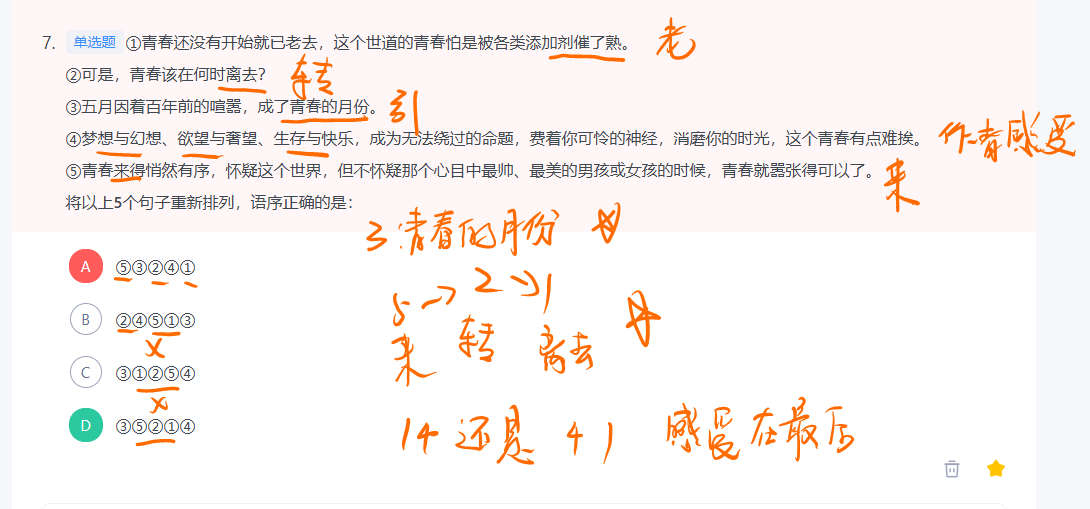 7. 单选题 ①青春还没有开始就已老去，这个世道的青春怕是被各类添加剂催了熟。 老
②可是，青春该在何时离去？ 转
③五月因着百年前的喧嚣，成了青春的月份。 引
④梦想与幻想、欲望与奢望、生存与快乐，成为无法绕过的命题，费着你可怜的神经，消磨你的时光，这个青春有点难挨。 作者感受
⑤青春来得悄然有序，怀疑这个世界，但不怀疑那个心目中最帅、最美的男孩或女孩的时候，青春就嚣张得可以了。 来
将以上5个句子重新排列，语序正确的是：
3 青春的月份
A ⑤③②④①
5 → 2 → 1
B ②④⑤①③
来 转 离去
C ③①②⑤④
D ③⑤②①④
14 还是 41 感受在最后